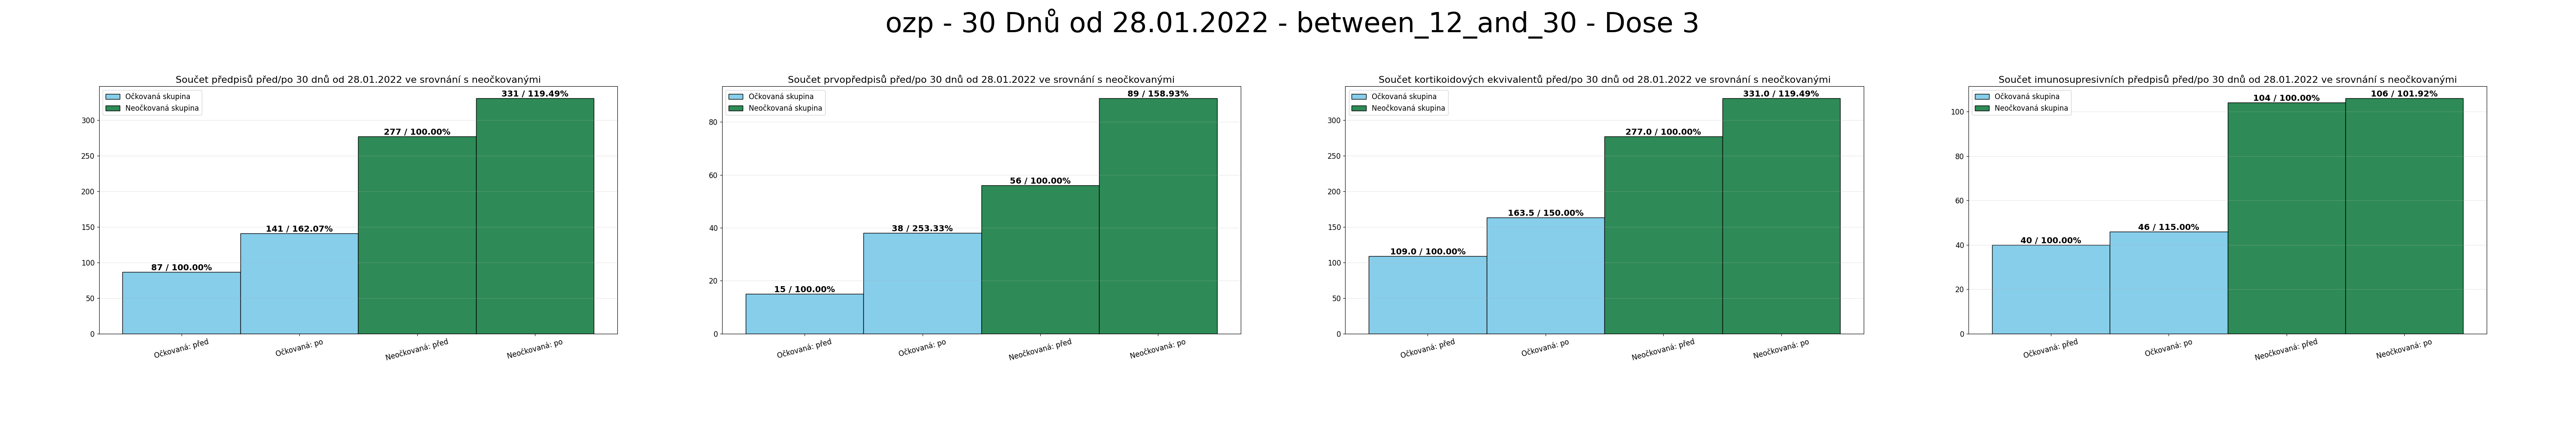 ozp - 30 Dnů od 28.01.2022 - between_12_and_30 - Dose 3
Součet předpisů před/po 30 dnů od 28.01.2022 ve srovnání s neočkovanými
Očkovaná skupina
Neočkovaná skupina
0
50
100
150
200
250
300
87 / 100.00%
141 / 162.07%
277 / 100.00%
331 / 119.49%
Očkovaná: před
Očkovaná: po
Neočkovaná: před
Neočkovaná: po
Součet prvopředpisů před/po 30 dnů od 28.01.2022 ve srovnání s neočkovanými
Očkovaná skupina
Neočkovaná skupina
0
20
40
60
80
15 / 100.00%
38 / 253.33%
56 / 100.00%
89 / 158.93%
Očkovaná: před
Očkovaná: po
Neočkovaná: před
Neočkovaná: po
Součet kortikoidových ekvivalentů před/po 30 dnů od 28.01.2022 ve srovnání s neočkovanými
Očkovaná skupina
Neočkovaná skupina
0
50
100
150
200
250
300
109.0 / 100.00%
163.5 / 150.00%
277.0 / 100.00%
331.0 / 119.49%
Očkovaná: před
Očkovaná: po
Neočkovaná: před
Neočkovaná: po
Součet imunosupresivních předpisů před/po 30 dnů od 28.01.2022 ve srovnání s neočkovanými
Očkovaná skupina
Neočkovaná skupina
0
20
40
60
80
100
40 / 100.00%
46 / 115.00%
104 / 100.00%
106 / 101.92%
Očkovaná: před
Očkovaná: po
Neočkovaná: před
Neočkovaná: po